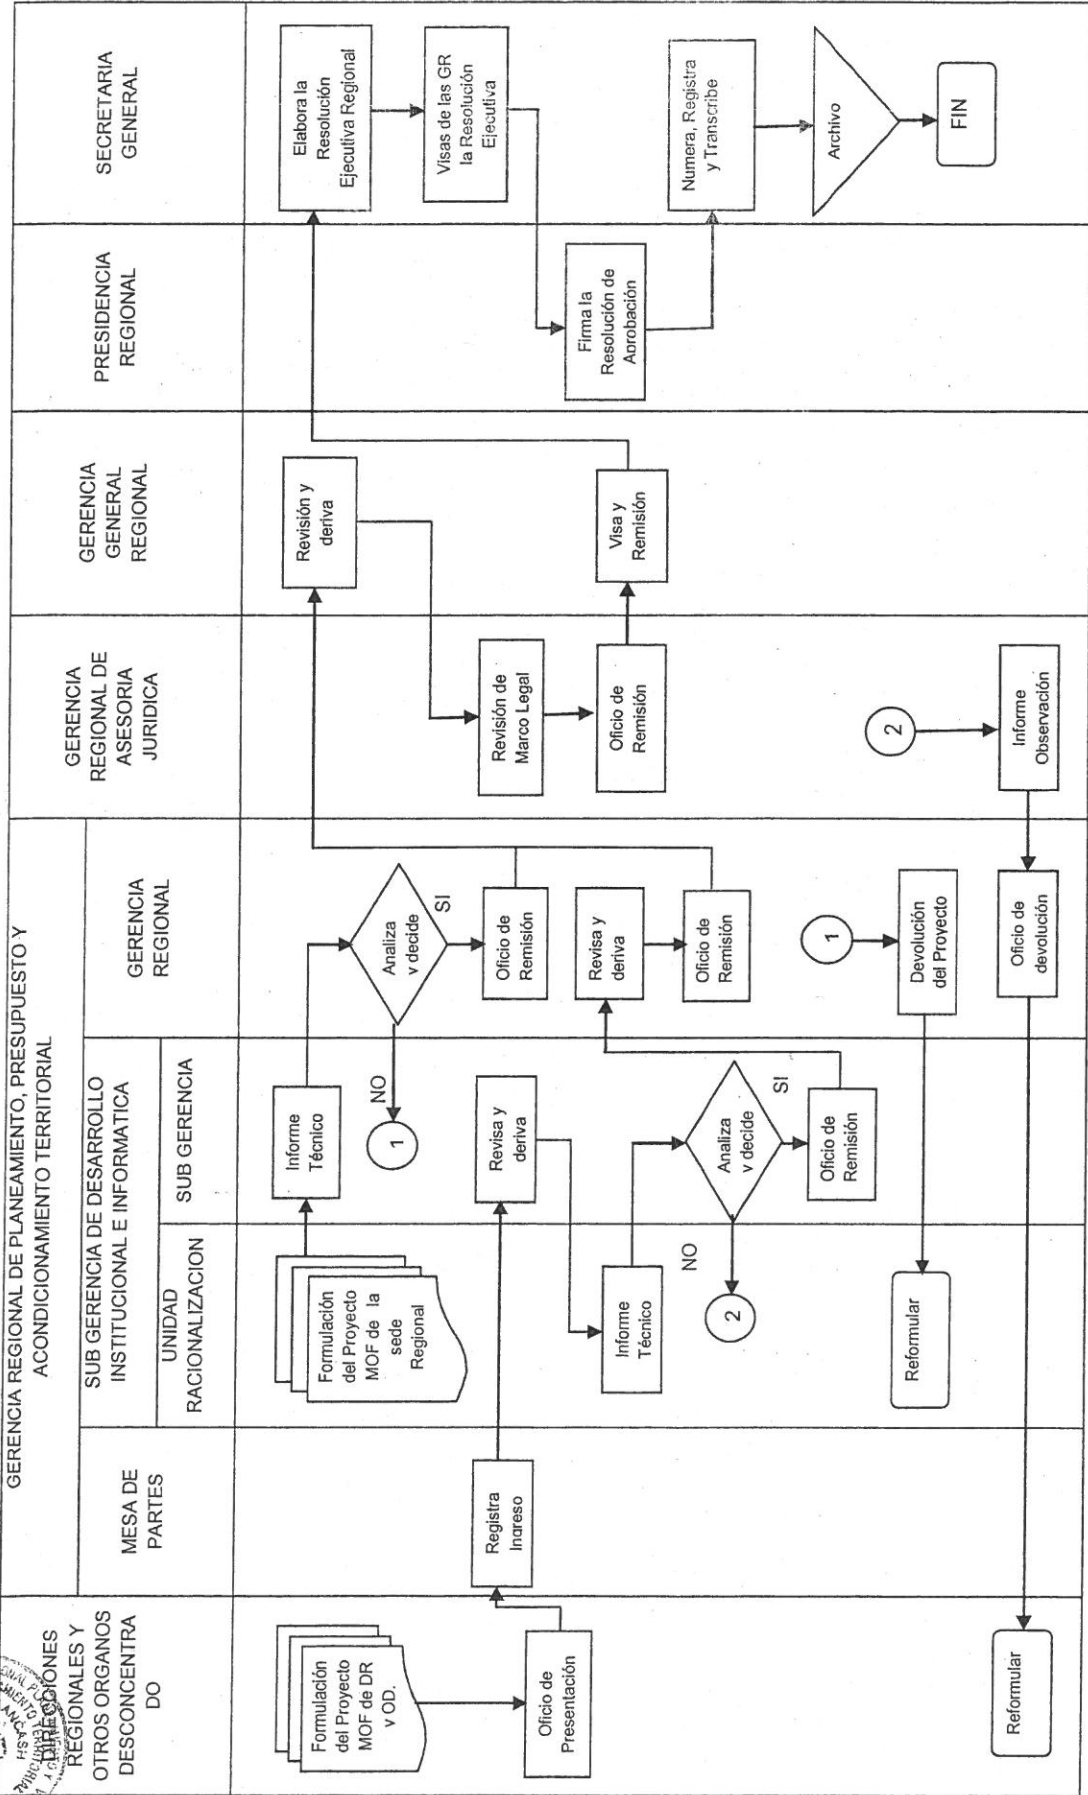 GERENCIA REGIONAL DE PLANEAMIENTO, PRESUPUESTO Y
ACONDICIONAMIENTO TERRITORIAL
DIRECCIONES
REGIONALES Y
OTROS ORGANOS
DESCONCENTRA
DO
MESA DE
PARTES
SUB GERENCIA DE DESARROLLO
INSTITUCIONAL E INFORMATICA
UNIDAD
RACIONALIZACION
SUB GERENCIA
GERENCIA
REGIONAL
GERENCIA
REGIONAL DE
ASESORIA
JURIDICA
GERENCIA
GENERAL
REGIONAL
PRESIDENCIA
REGIONAL
SECRETARIA
GENERAL
Formulación
del Proyecto
MOF de DR
v OD.
Oficio de
Presentación
Reformular
Registra
Ingreso
Formulación
del Proyecto
MOF de la
sede
Regional
Informe
Técnico
NO
2
Reformular
Informe
Técnico
NO
1
Revisa y
deriva
Analiza
v decide
SI
Oficio de
Remisión
Analiza
v decide
SI
Oficio de
Remisión
Revisa y
deriva
Oficio de
Remisión
1
Devolución
del Proyecto
Oficio de
devolución
Revisión de
Marco Legal
Oficio de
Remisión
2
Informe
Observación
Revisión y
deriva
Visa y
Remisión
Firma la
Resolución de
Aprobación
Elabora la
Resolución
Ejecutiva Regional
Visas de las GR
la Resolución
Ejecutiva
Numera, Registra
y Transcribe
Archivo
FIN